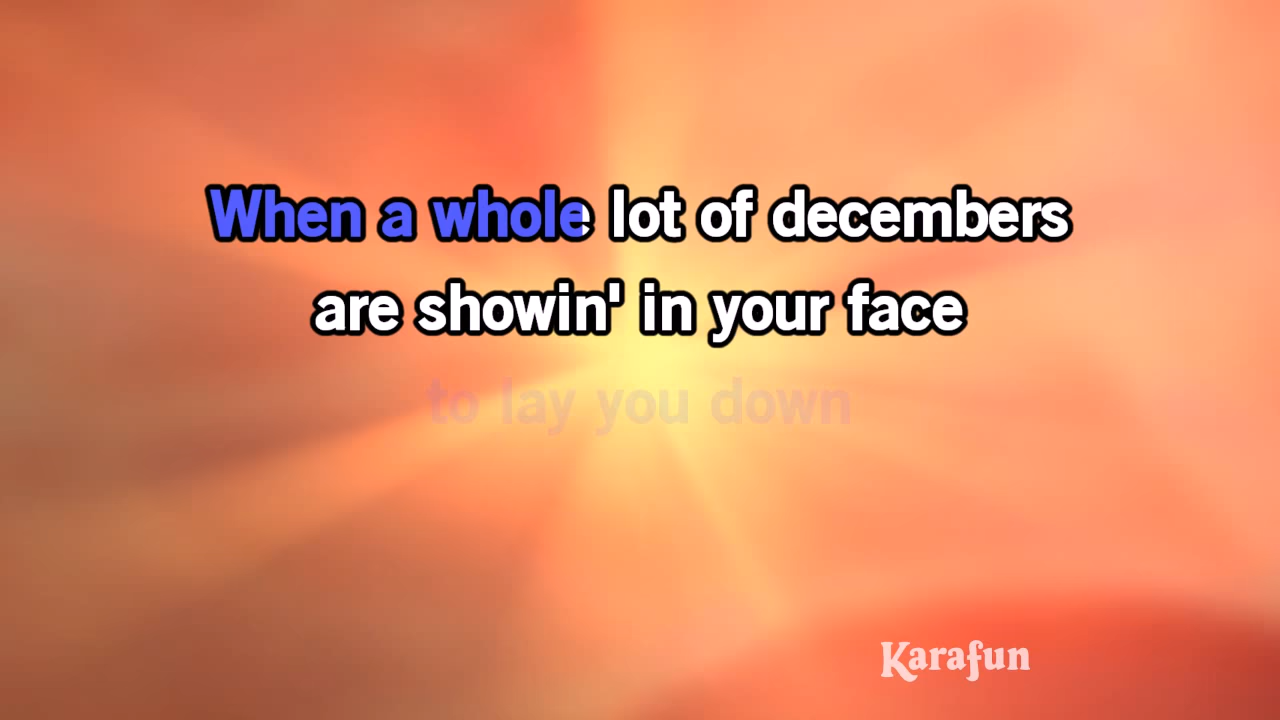 When a whole lot of decembers
are showin' in your face
to lay you down
Karafun